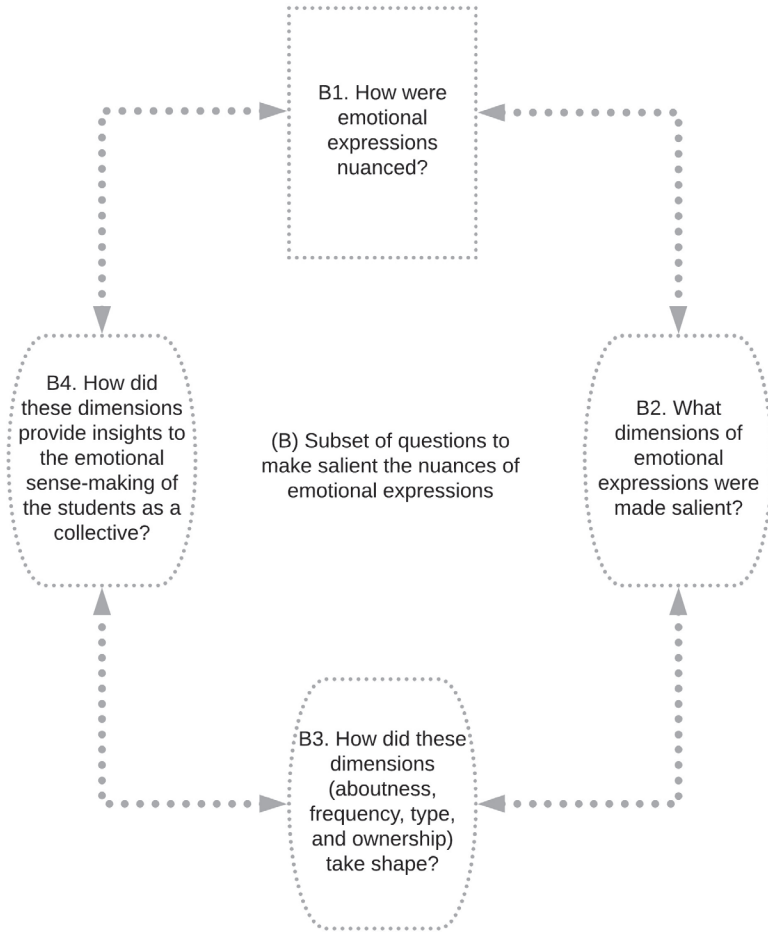 B1. How were
emotional
expressions
nuanced?
B4. How did
these dimensions
provide insights to
the emotional
sense-making of
the students as a
collective?
(B) Subset of questions to
make salient the nuances of
emotional expressions
B2. What
dimensions of
emotional
expressions were
made salient?
B3. How did these
dimensions
(aboutness,
frequency, type,
and ownership)
take shape?